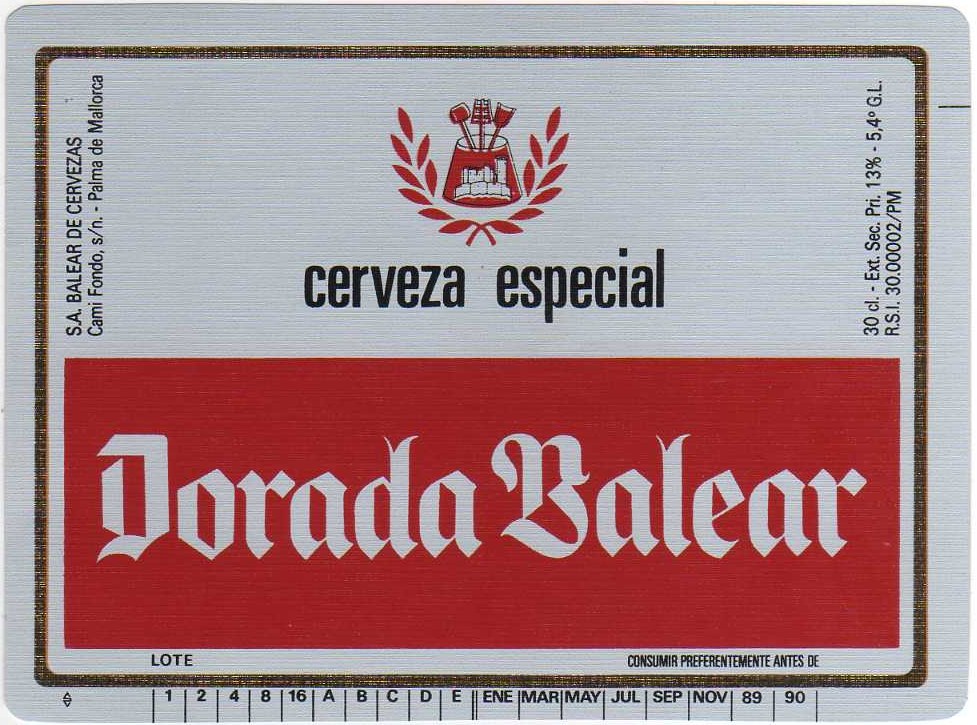 S.A. BALEAR DE CERVEZAS
Cami Fondo, s/n. - Palma de Mallorca
cerveza especial
30 cl. - Ext. Sec. Pri. 13% - 5,4º G.L.
R.S.I. 30.00002/PM
Dorada Balear
LOTE
CONSUMIR PREFERENTEMENTE ANTES DE
1 2 4 8 16 A B C D E ENE MAR MAY JUL SEP NOV 89 90